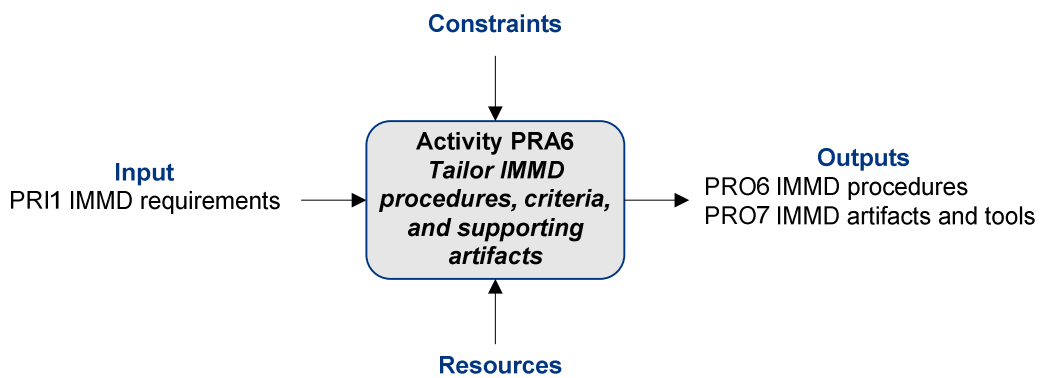 Constraints
Input
PRI1 IMMD requirements
Activity PRA6
Tailor IMMD
procedures, criteria,
and supporting
artifacts
Outputs
PRO6 IMMD procedures
PRO7 IMMD artifacts and tools
Resources